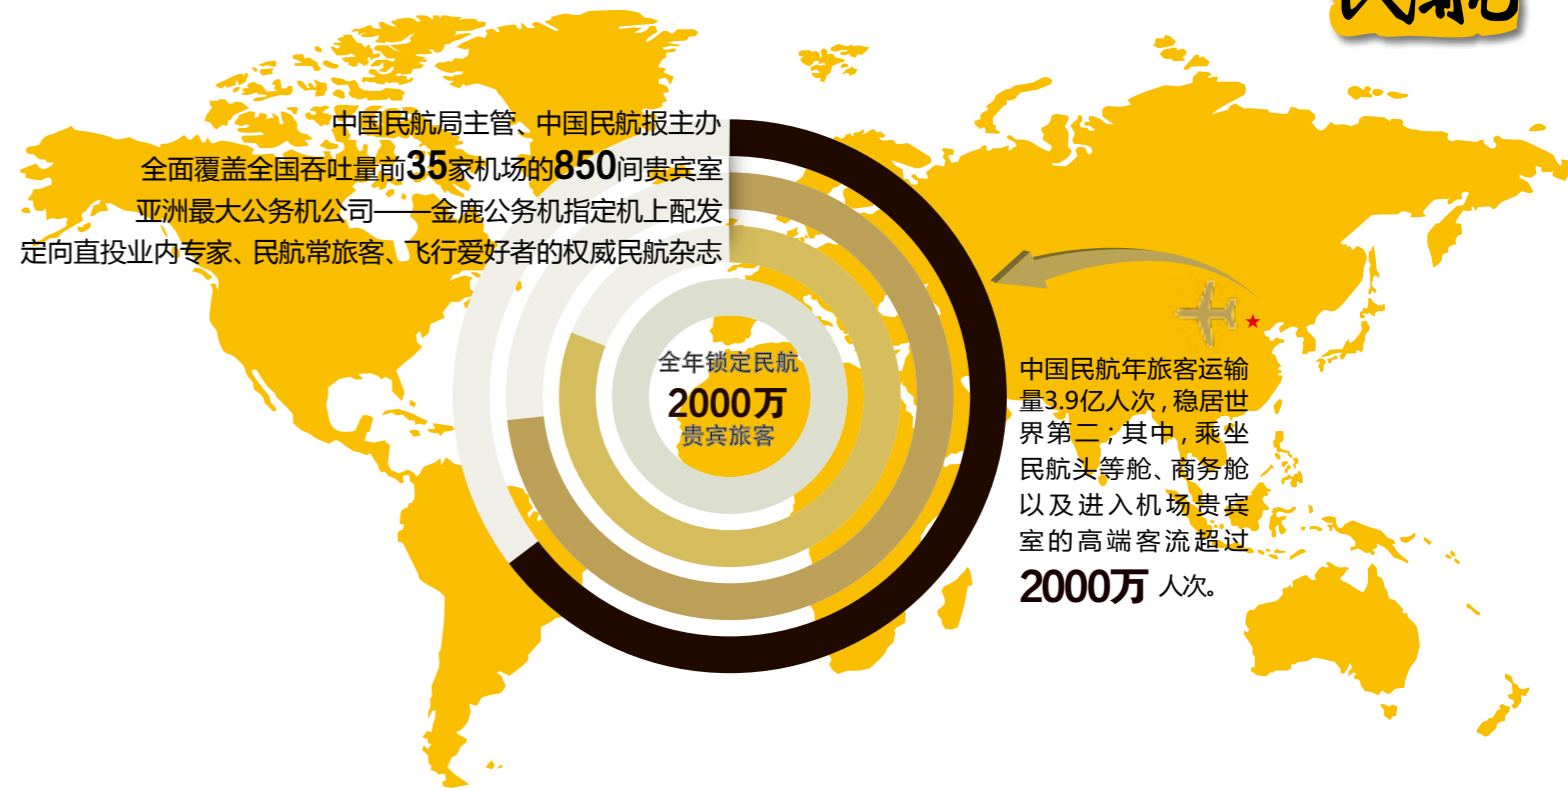 民航
中国民航局主管、中国民航报主办
全面覆盖全国吞吐量前35家机场的850间贵宾室
亚洲最大公务机公司——金鹿公务机指定机上配发
定向直投业内专家、民航常旅客、飞行爱好者的权威民航杂志
全年锁定民航
2000万
贵宾旅客
中国民航年旅客运输
量3.9亿人次,稳居世
界第二;其中,乘坐
民航头等舱、商务舱
以及进入机场贵宾
室的高端客流超过
2000万 人次。